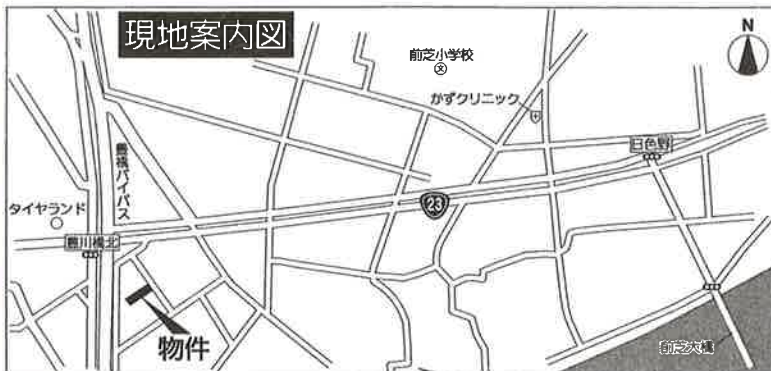 現地案内図
N
前芝小学校
文
かずクリニック
日色野
豊橋バイパス
23
タイヤランド
豊川橋北
物件
前芝大橋